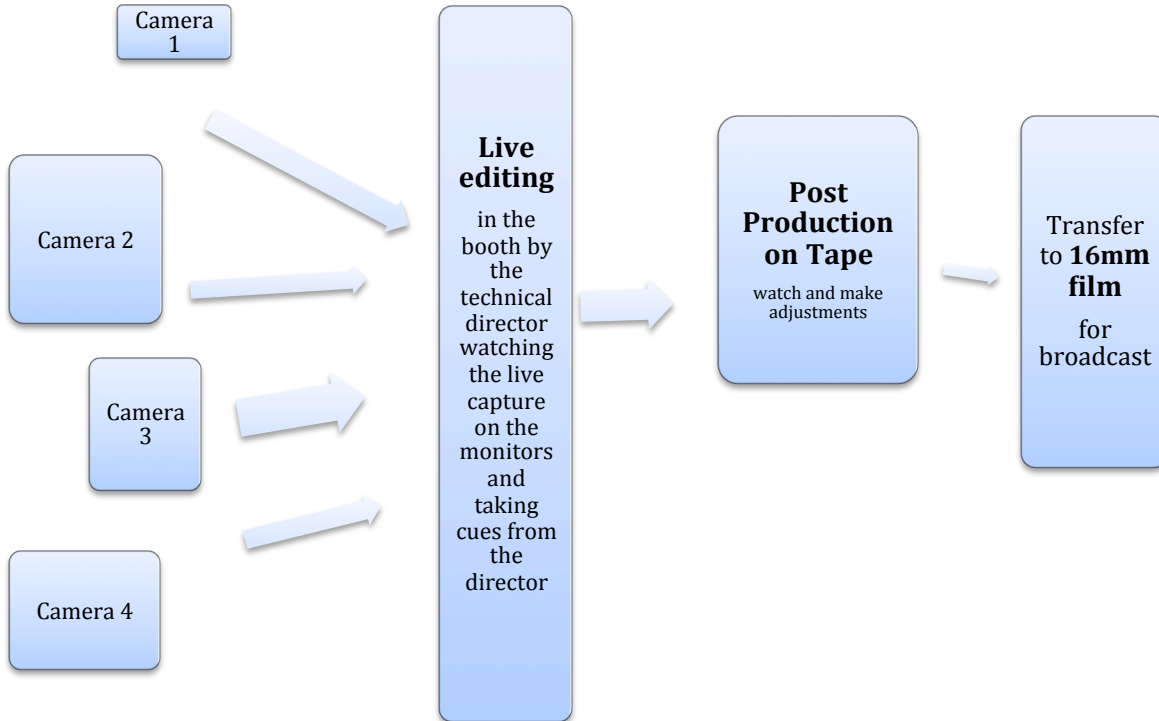 Camera
1
Camera 2
Camera
3
Camera 4
Live
editing
in the
booth by
the
technical
director
watching
the live
capture
on the
monitors
and
taking
cues from
the
director
Post
Production
on Tape
watch and make
adjustments
Transfer
to 16mm
film
for
broadcast